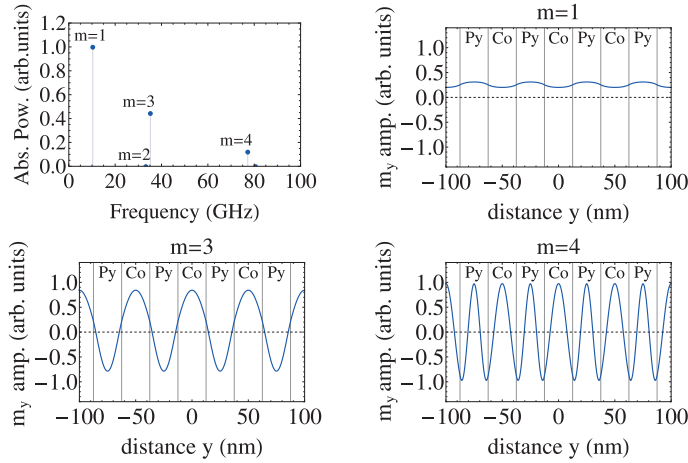 Abs. Pow. (arb.units)
1.2
1.0
0.8
0.6
0.4
0.2
0.0
m=1
m=3
m=2
m=4
0 20 40 60 80 100
Frequency (GHz)
m=1
m_y amp. (arb. units)
Py Co Py Co Py Co Py
1.0
0.5
0.0
−0.5
−1.0
−100 −50 0 50 100
distance y (nm)
m=3
m_y amp. (arb. units)
Py Co Py Co Py Co Py
1.0
0.5
0.0
−0.5
−1.0
−100 −50 0 50 100
distance y (nm)
m=4
m_y amp. (arb. units)
Py Co Py Co Py Co Py
1.0
0.5
0.0
−0.5
−1.0
−100 −50 0 50 100
distance y (nm)